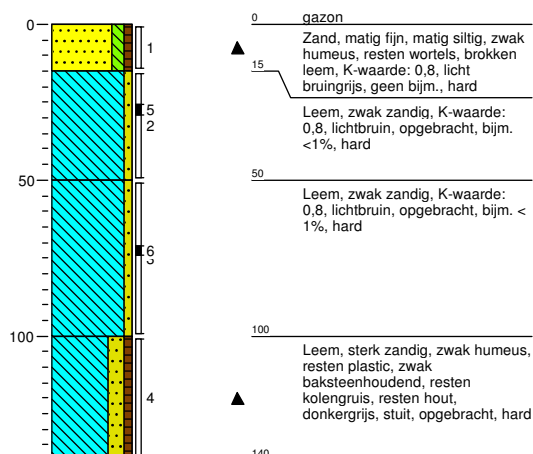 0
1
5
2
50
6
3
100
4
0
gazon
Zand, matig fijn, matig siltig, zwak
humeus, resten wortels, brokken
leem, K-waarde: 0,8, licht
bruingrijs, geen bijm., hard
15
Leem, zwak zandig, K-waarde:
0,8, lichtbruin, opgebracht, bijm.
<1%, hard
50
Leem, zwak zandig, K-waarde:
0,8, lichtbruin, opgebracht, bijm. <
1%, hard
100
Leem, sterk zandig, zwak humeus,
resten plastic, zwak
baksteenhoudend, resten
kolengruis, resten hout,
donkergrijs, stuit, opgebracht, hard
140